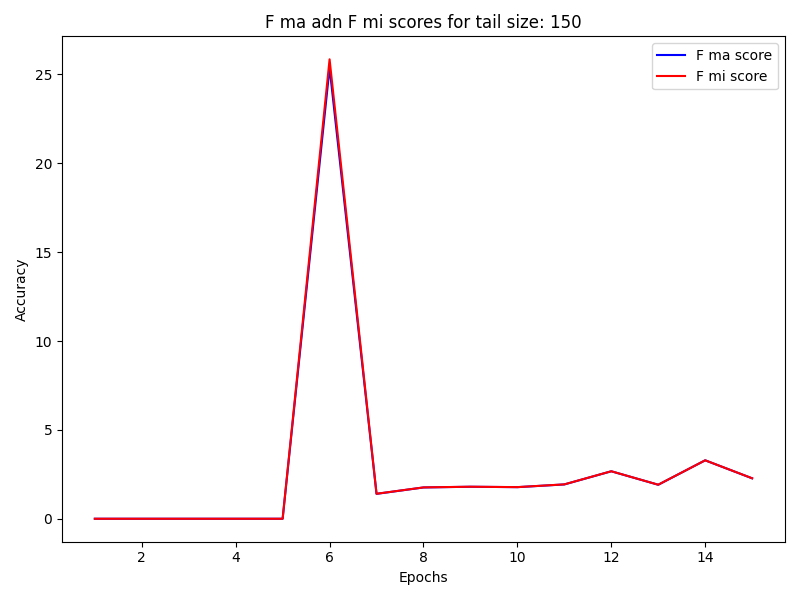 F ma adn F mi scores for tail size: 150
F ma score
F mi score
25
20
15
10
5
0
Accuracy
2 4 6 8 10 12 14
Epochs